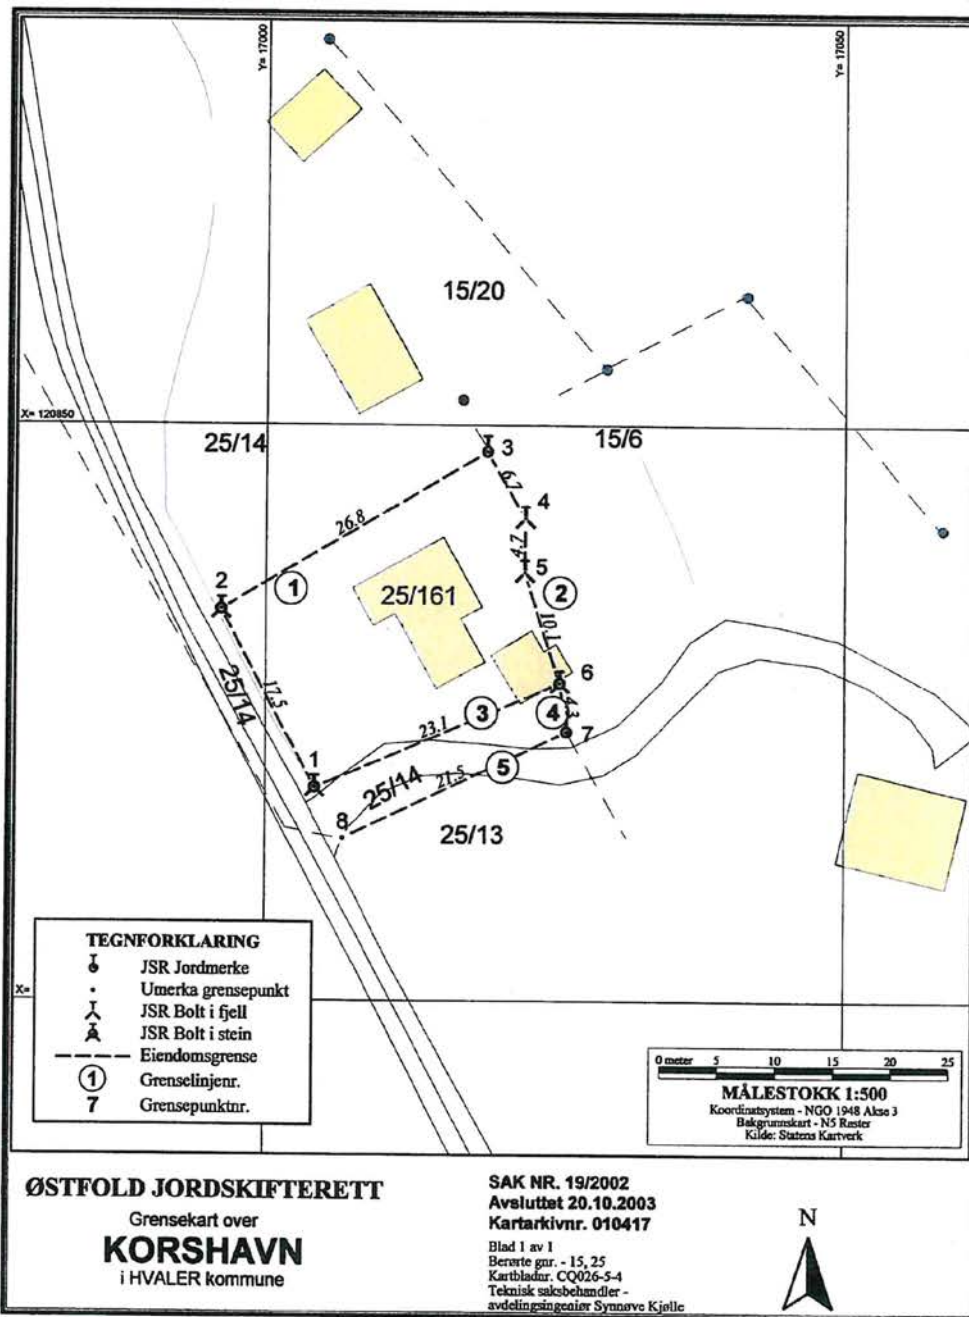 Y= 17000
Y= 17050
15/20
X= 120850
25/14
15/6
3
6.7
4
26.8
4.7
5
2
1
25/161
2
10.1
25/14
17.5
6
3
4
4.3
23.1
7
1
5
25/14
21.5
8
25/13
X=
TEGNFORKLARING
JSR Jordmerke
Umerka grensepunkt
JSR Bolt i fjell
JSR Bolt i stein
Eiendomsgrense
1 Grenselinjenr.
7 Grensepunktnr.
0 meter 5 10 15 20 25
MÅLESTOKK 1:500
Koordinatsystem - NGO 1948 Akse 3
Bakgrunnskart - N5 Raster
Kilde: Statens Kartverk
ØSTFOLD JORDSKIFTERETT
Grensekart over
KORSHAVN
i HVALER kommune
SAK NR. 19/2002
Avsluttet 20.10.2003
Kartarkivnr. 010417
Blad 1 av 1
Berørte gnr. - 15, 25
Kartbladnr. CQ026-5-4
Teknisk saksbehandler -
avdelingsingeniør Synnøve Kjølle
N